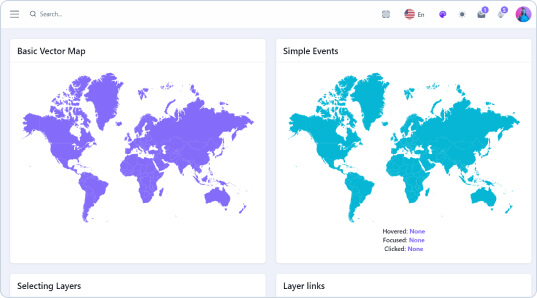 Search...
En
1
5
Basic Vector Map
Simple Events
Hovered: None
Focused: None
Clicked: None
Selecting Layers
Layer links